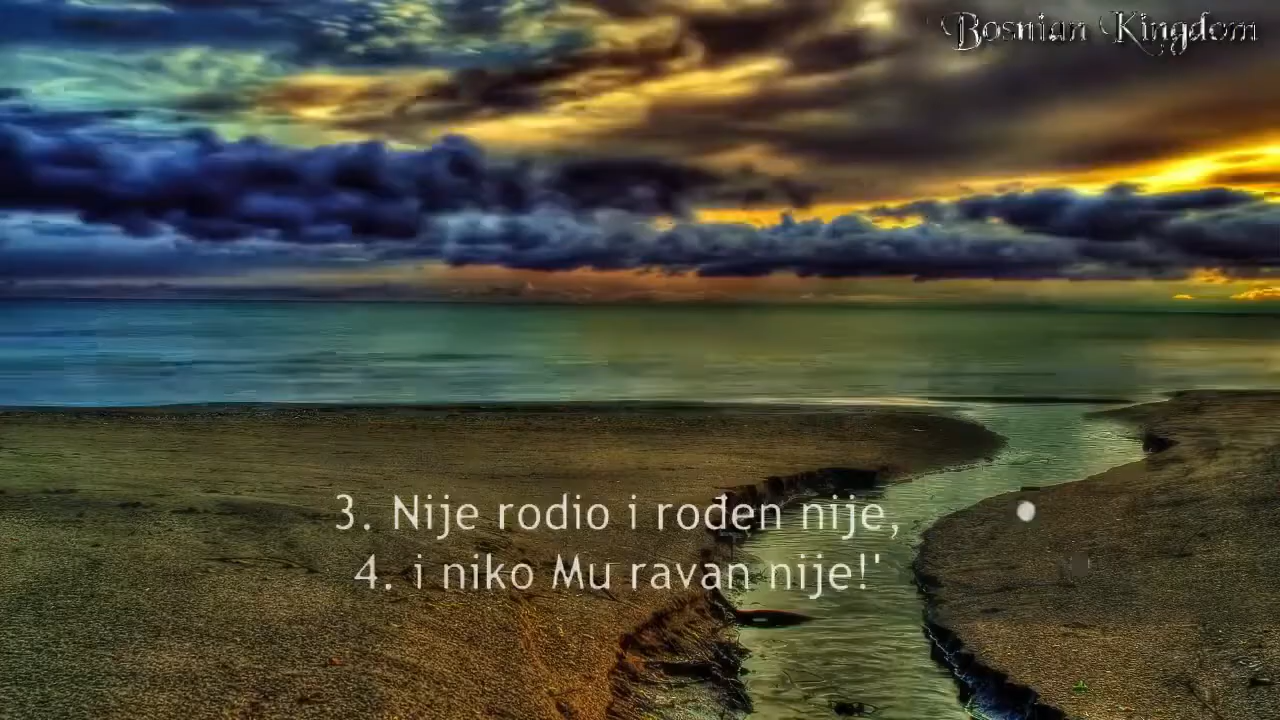 Bosnian Kingdom
3. Nije rodio i rođen nije,
4. i niko Mu ravan nije!'